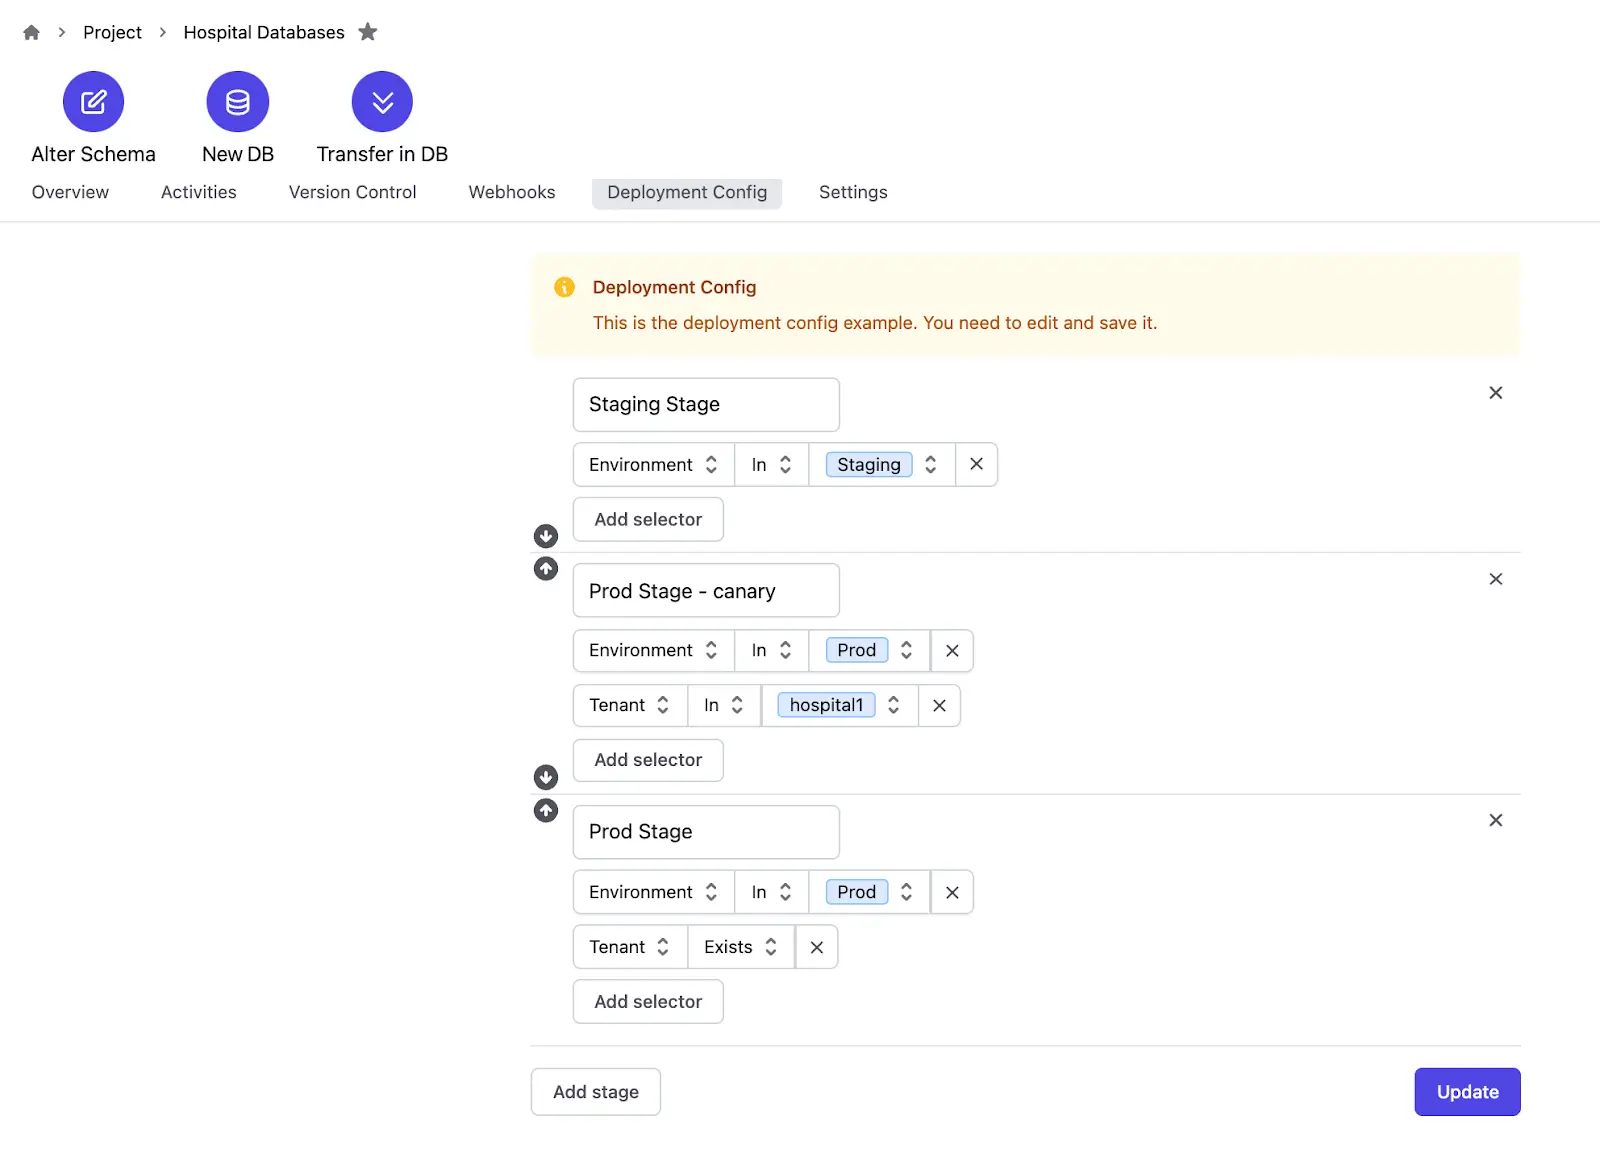 Project Hospital Databases
Alter Schema New DB Transfer in DB
Overview Activities Version Control Webhooks Deployment Config Settings
Deployment Config
This is the deployment config example. You need to edit and save it.
Staging Stage
Environment In Staging
Add selector
Prod Stage - canary
Environment In Prod
Tenant In hospital1
Add selector
Prod Stage
Environment In Prod
Tenant Exists
Add selector
Add stage Update